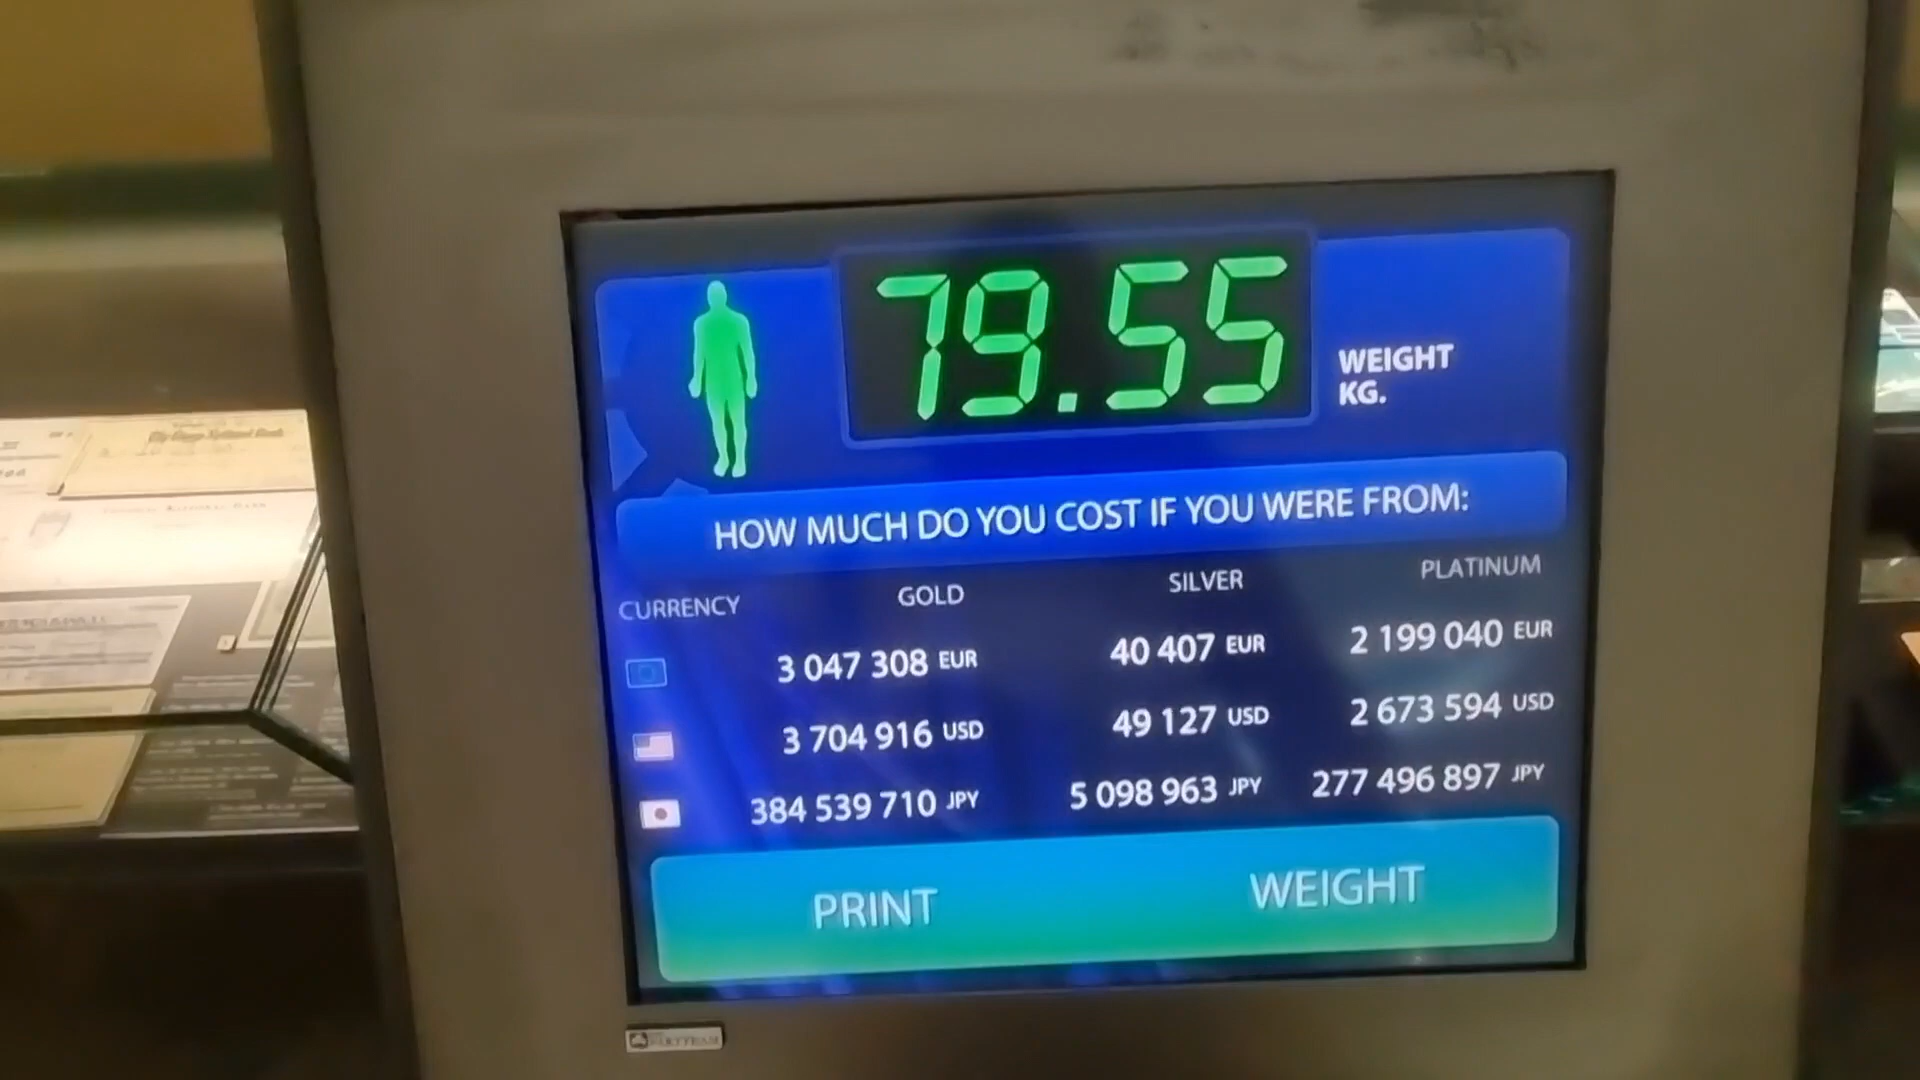 79.55
WEIGHT
KG.
HOW MUCH DO YOU COST IF YOU WERE FROM:
CURRENCY GOLD SILVER PLATINUM
3 047 308 EUR 40 407 EUR 2 199 040 EUR
3 704 916 USD 49 127 USD 2 673 594 USD
384 539 710 JPY 5 098 963 JPY 277 496 897 JPY
PRINT WEIGHT
PARTTEAM